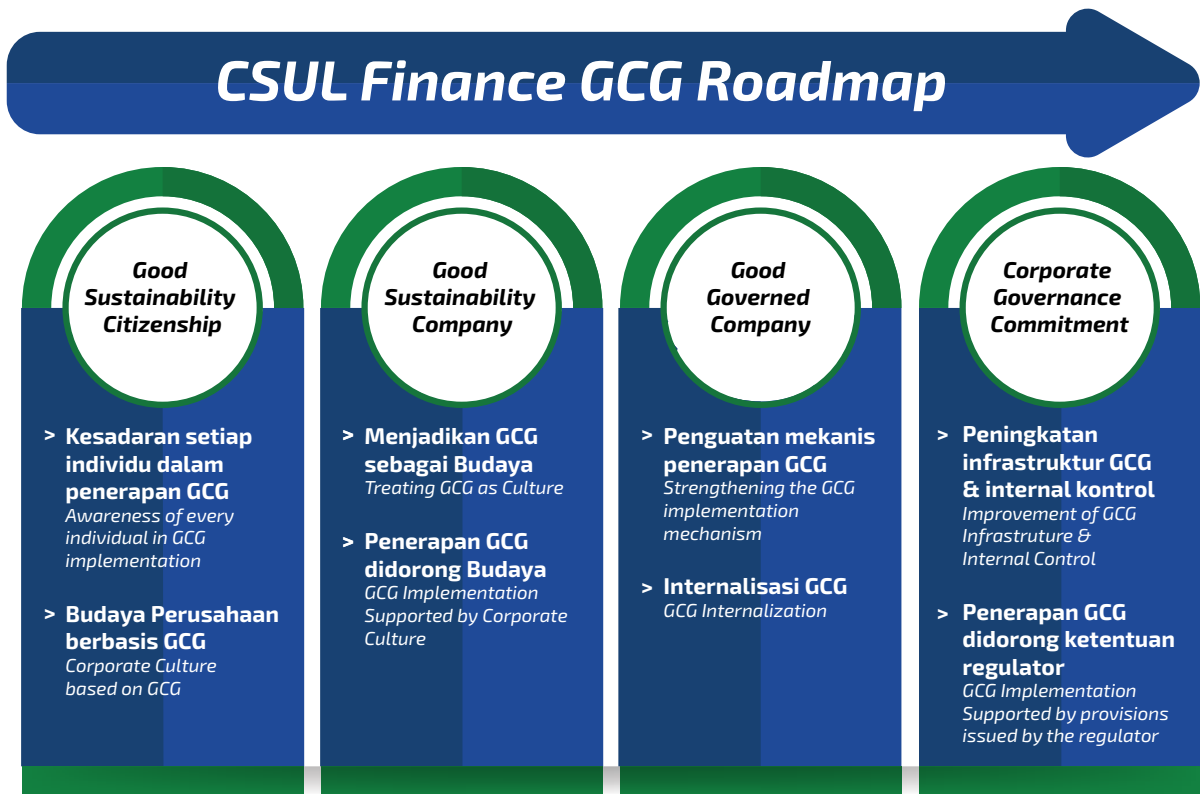 CSUL Finance GCG Roadmap
Good
Sustainability
Citizenship
> Kesadaran setiap
individu dalam
penerapan GCG
Awareness of every
individual in GCG
implementation
> Budaya Perusahaan
berbasis GCG
Corporate Culture
based on GCG
Good
Sustainability
Company
> Menjadikan GCG
sebagai Budaya
Treating GCG as Culture
> Penerapan GCG
didorong Budaya
GCG Implementation
Supported by Corporate
Culture
Good
Governed
Company
> Penguatan mekanis
penerapan GCG
Strengthening the GCG
implementation
mechanism
> Internalisasi GCG
GCG Internalization
Corporate
Governance
Commitment
> Peningkatan
infrastruktur GCG
& internal kontrol
Improvement of GCG
Infrastruture &
Internal Control
> Penerapan GCG
didorong ketentuan
regulator
GCG Implementation
Supported by provisions
issued by the regulator